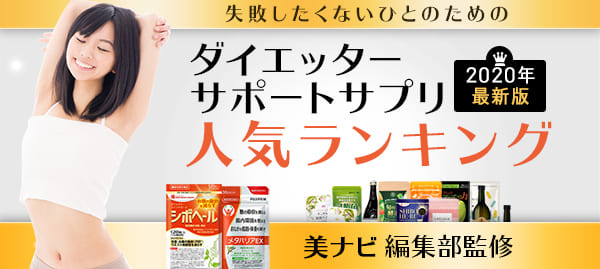 失敗したくないひとのための
ダイエッター
サポートサプリ
2020年
最新版
人気ランキング
シボヘール
メタバリアEX
美ナビ 編集部監修